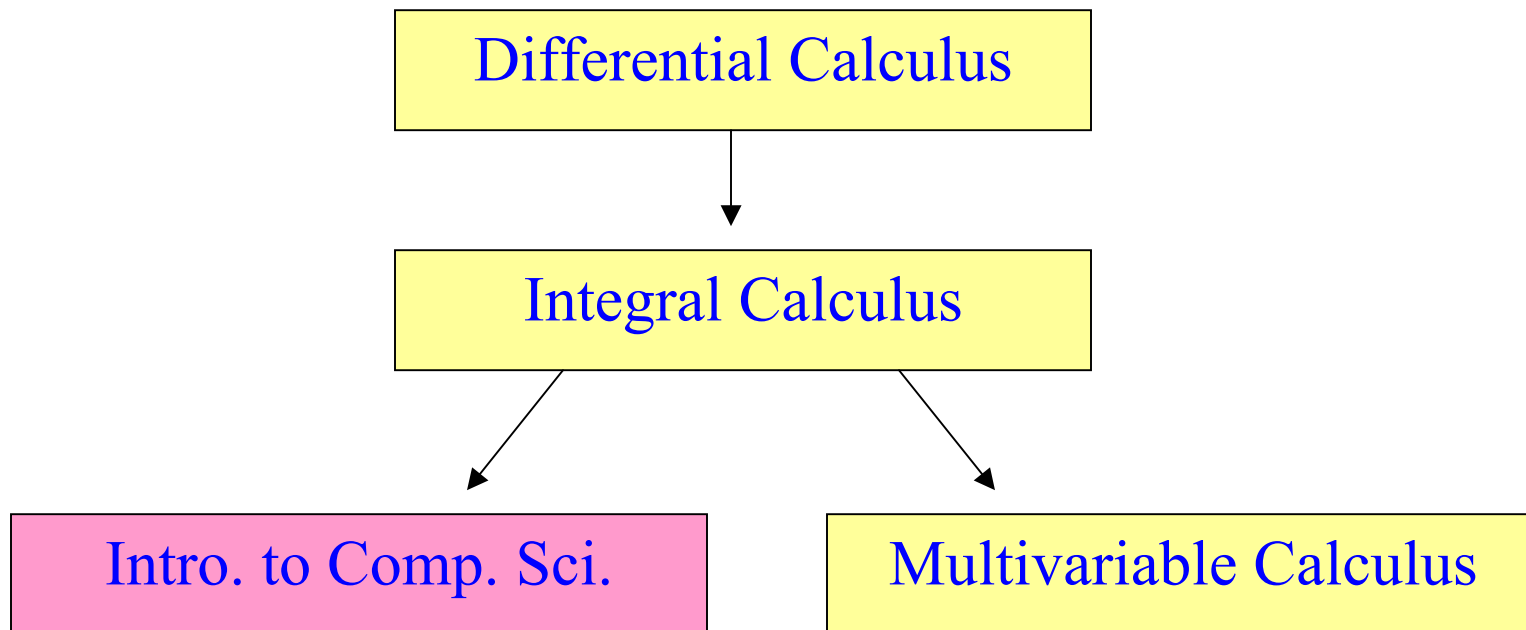 Differential Calculus
Integral Calculus
Intro. to Comp. Sci.
Multivariable Calculus